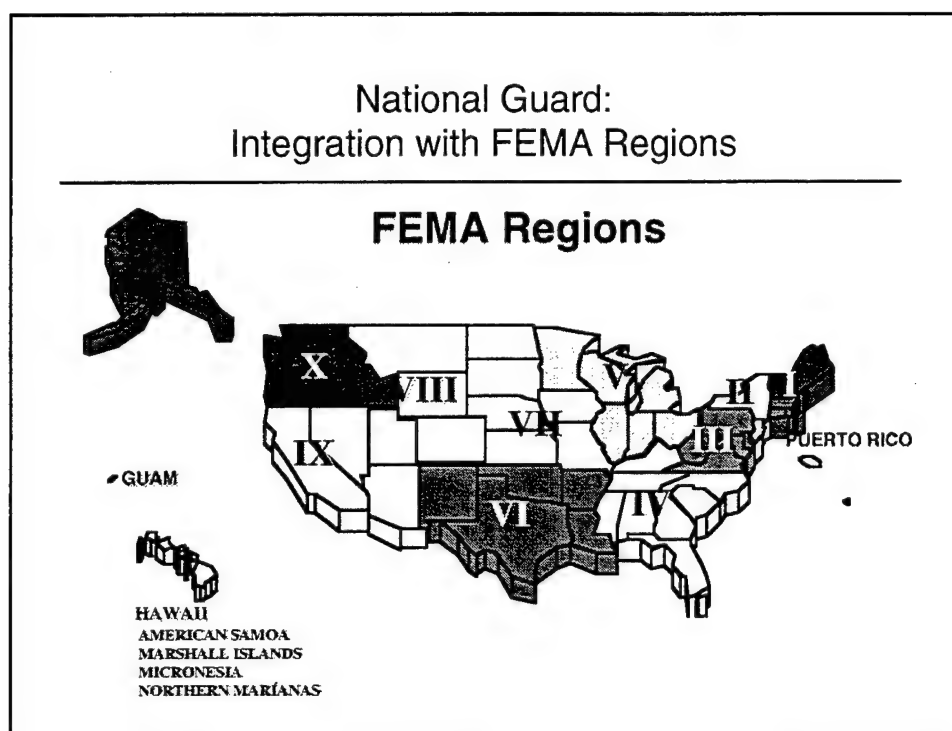 National Guard:
Integration with FEMA Regions
FEMA Regions
X
VIII
V
II
I
VII
III
PUERTO RICO
IX
GUAM
VI
IV
HAWAII
AMERICAN SAMOA
MARSHALL ISLANDS
MICRONESIA
NORTHERN MARÍANAS